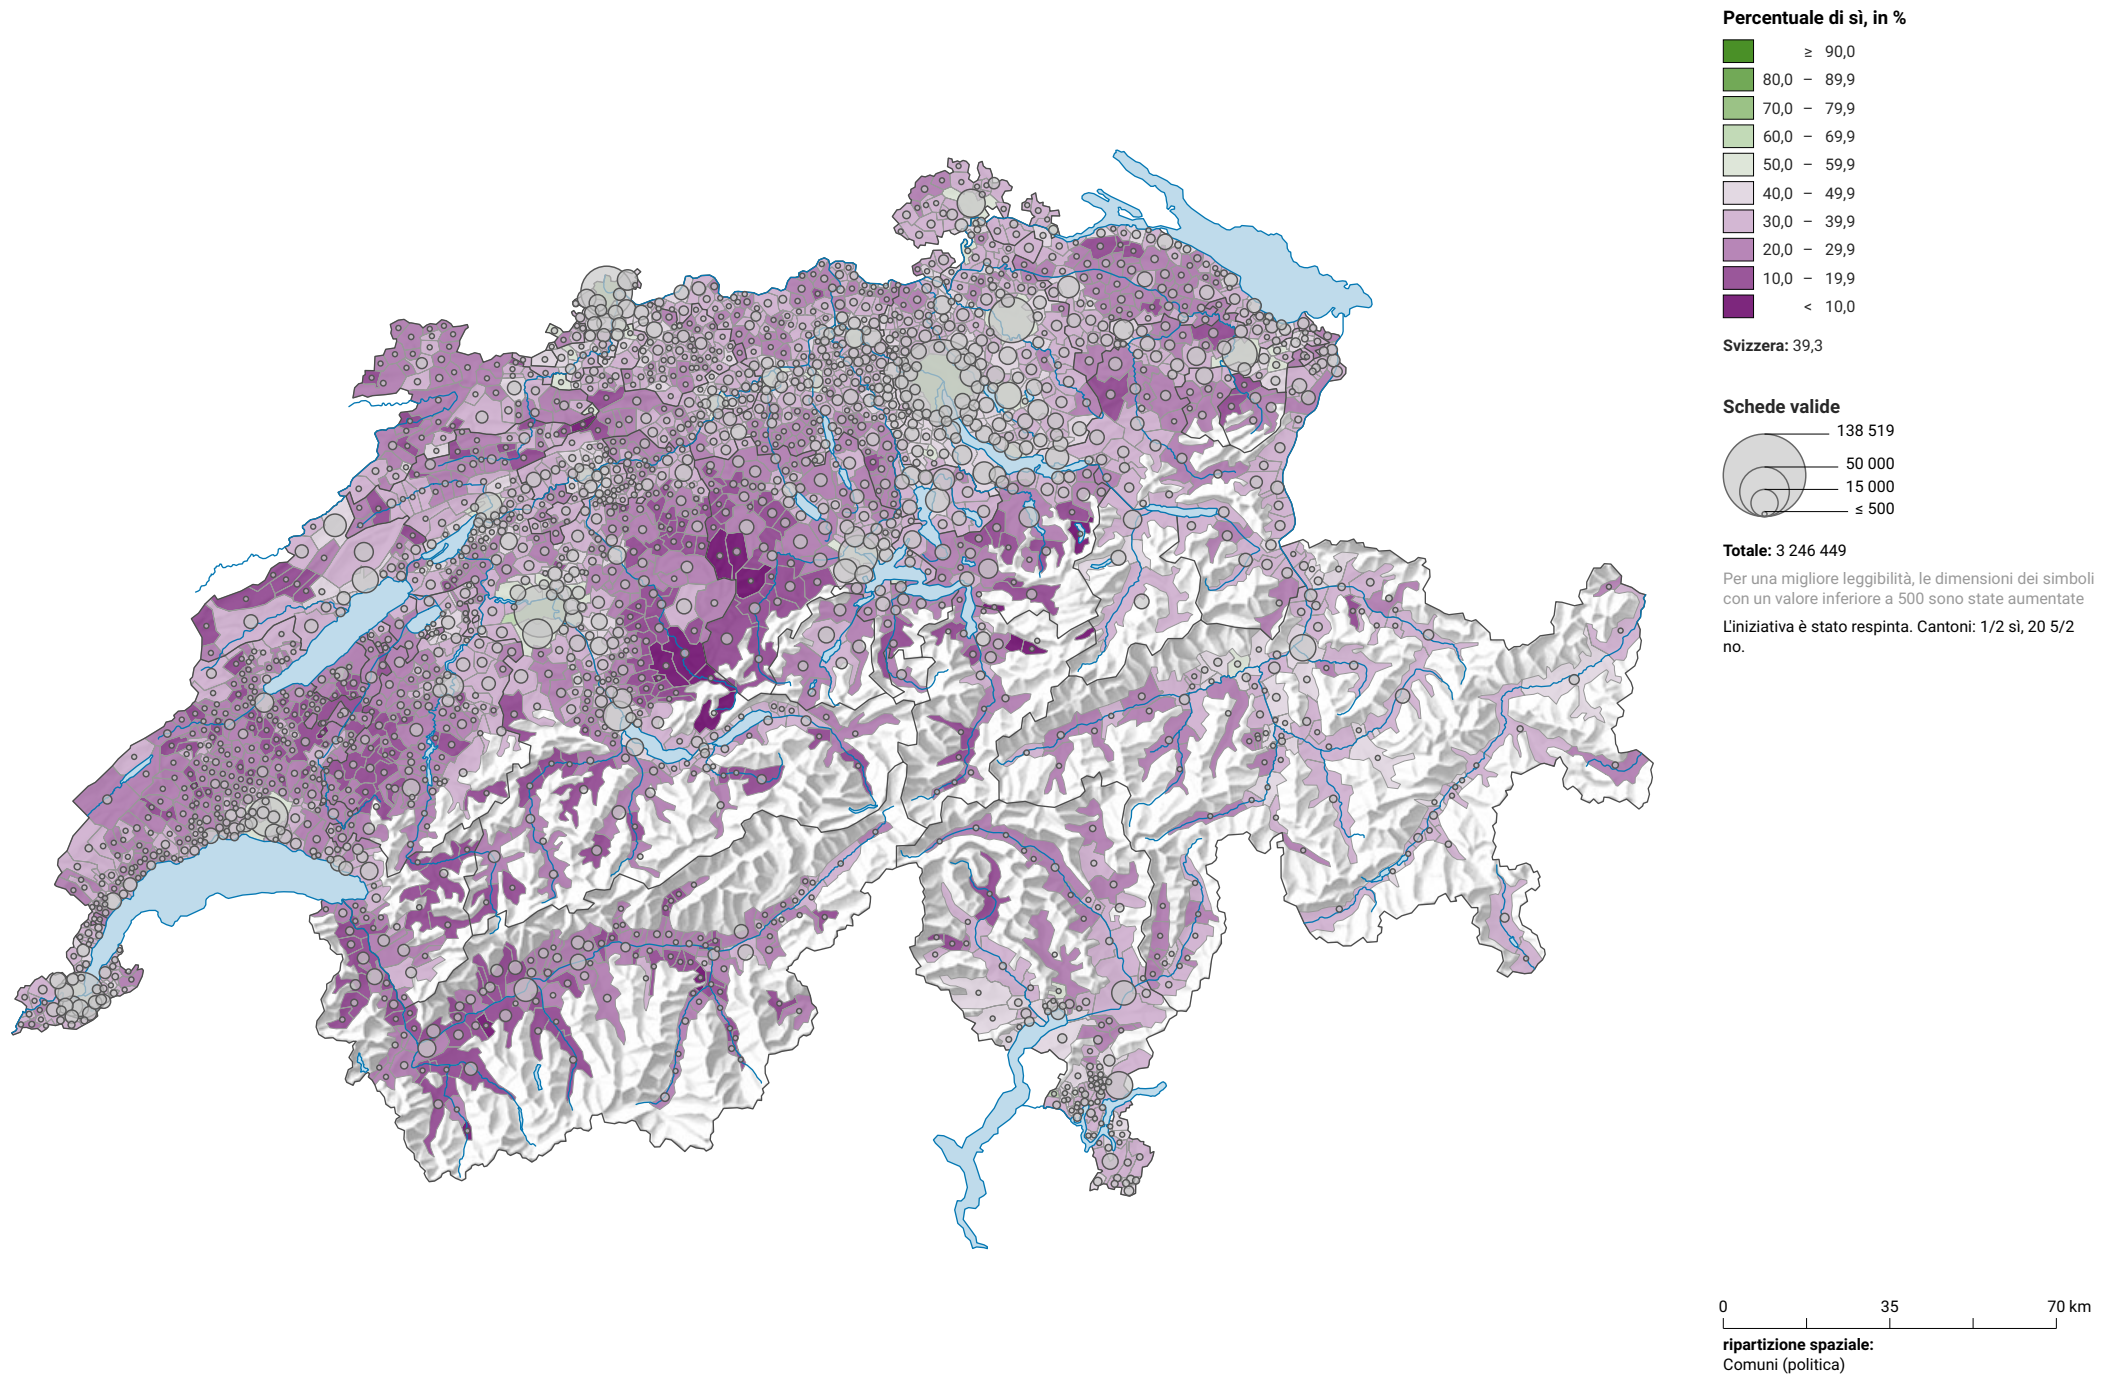 Percentuale di sì, in %
≥ 90,0
80,0 – 89,9
70,0 – 79,9
60,0 – 69,9
50,0 – 59,9
40,0 – 49,9
30,0 – 39,9
20,0 – 29,9
10,0 – 19,9
< 10,0
Svizzera: 39,3
Schede valide
138 519
50 000
15 000
≤ 500
Totale: 3 246 449
Per una migliore leggibilità, le dimensioni dei simboli
con un valore inferiore a 500 sono state aumentate
L'iniziativa è stato respinta. Cantoni: 1/2 sì, 20 5/2
no.
0 35 70 km
ripartizione spaziale:
Comuni (politica)